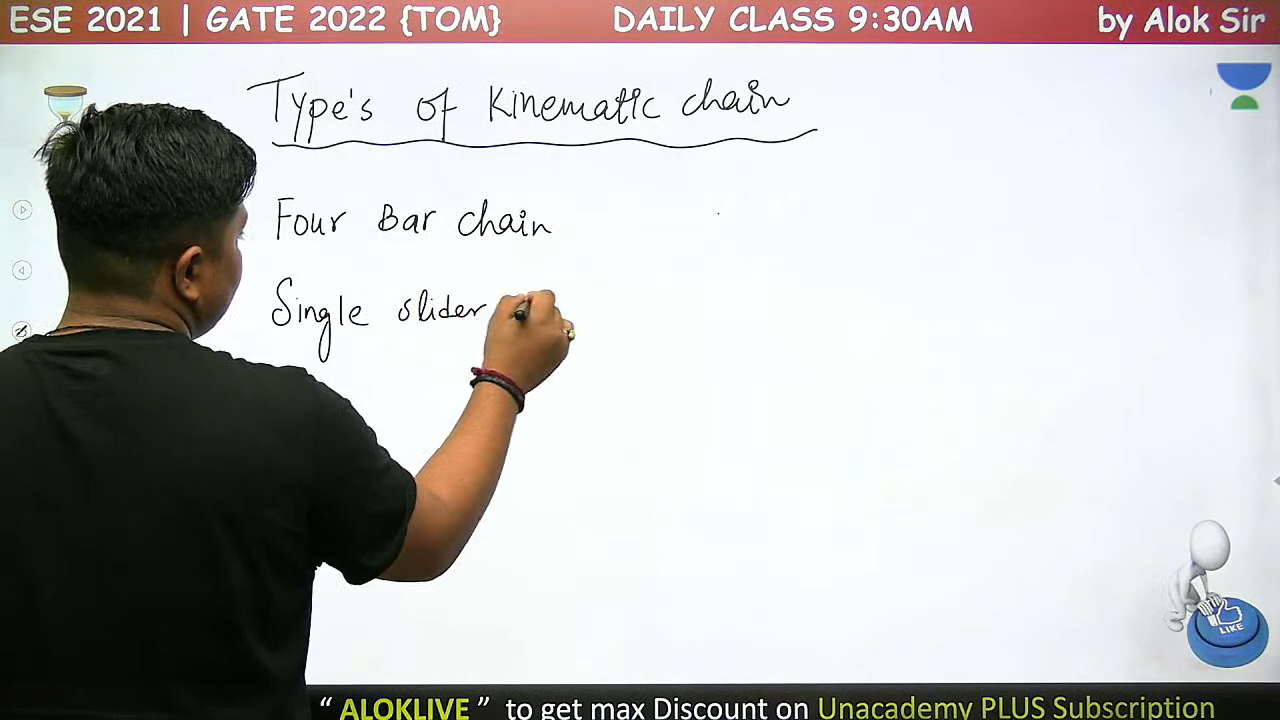 ESE 2021 | GATE 2022 {TOM} DAILY CLASS 9:30AM by Alok Sir
Type's of Kinematic chain
Four Bar chain
Single slider
LIKE
“ ALOKLIVE ” to get max Discount on Unacademy PLUS Subscription